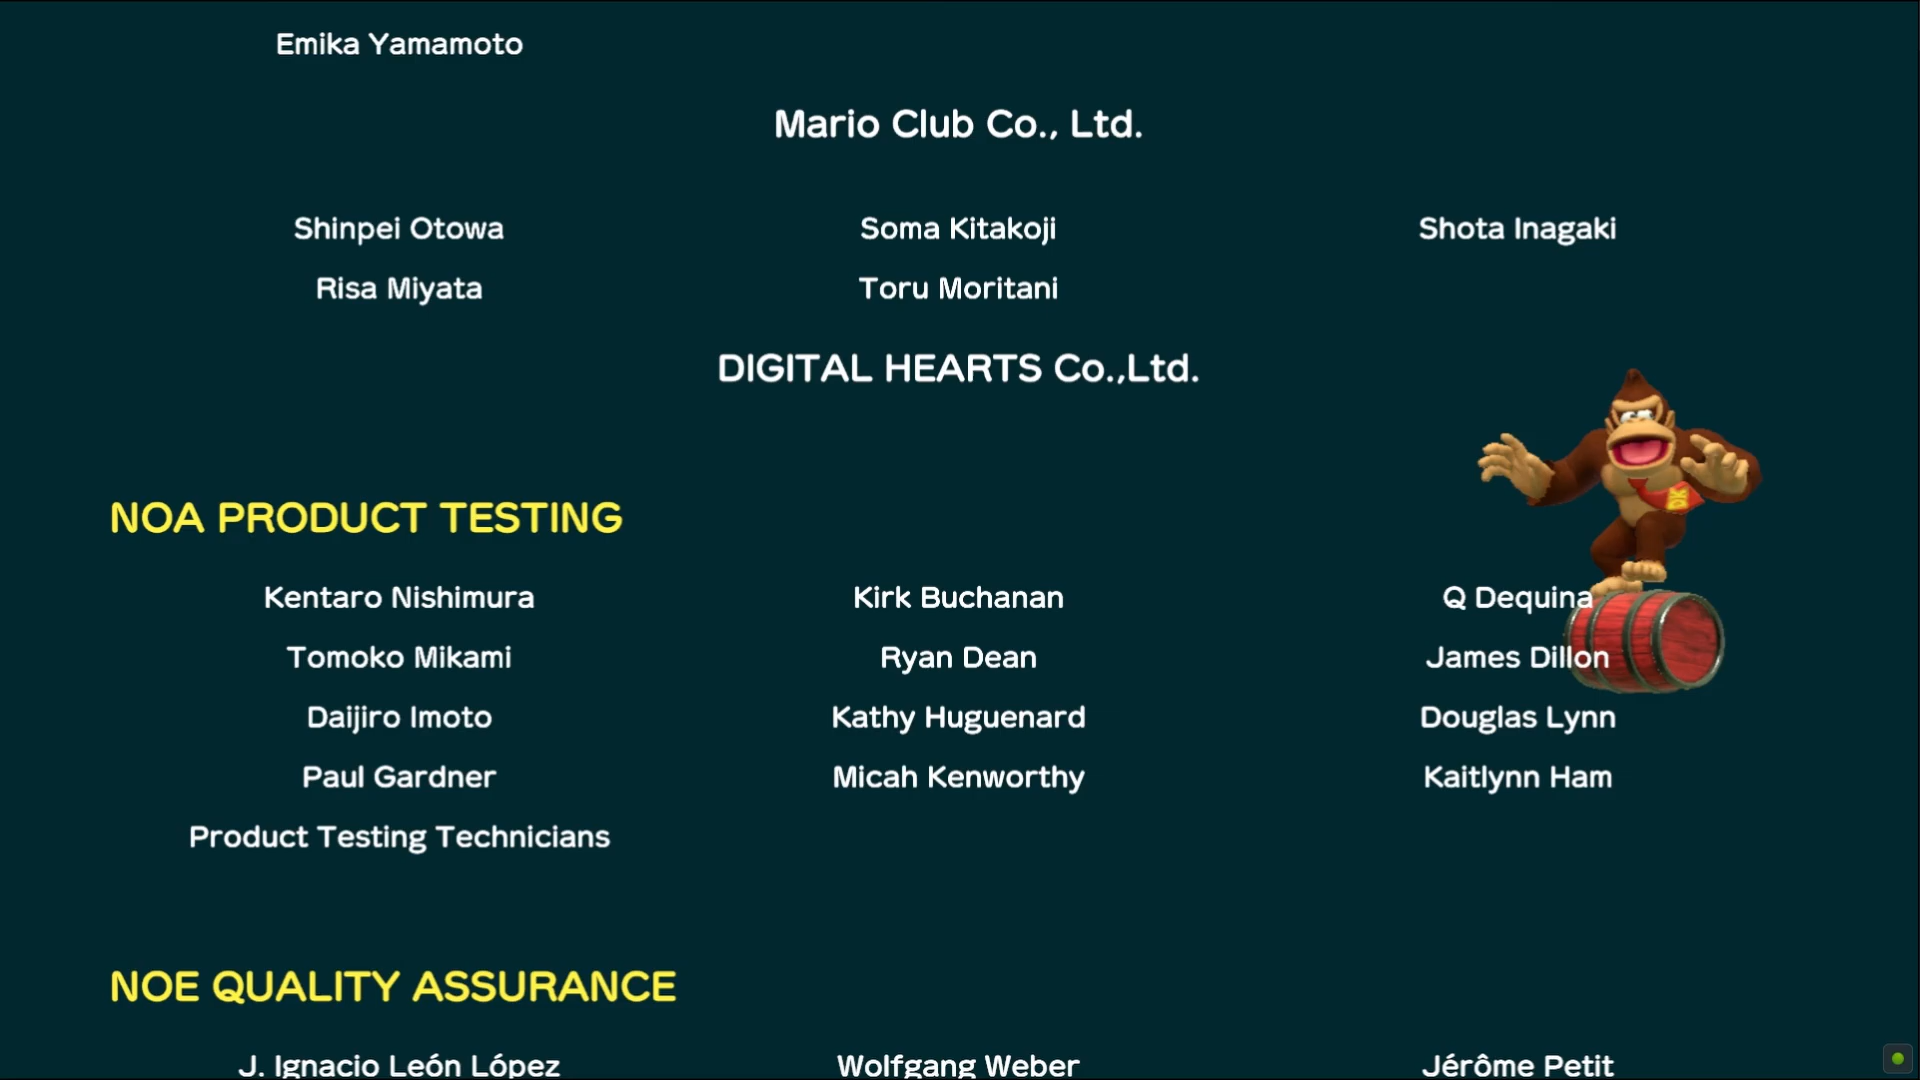 Emika Yamamoto
Mario Club Co., Ltd.
Shinpei Otowa Soma Kitakoji Shota Inagaki
Risa Miyata Toru Moritani
DIGITAL HEARTS Co.,Ltd.
DK
NOA PRODUCT TESTING
Kentaro Nishimura Kirk Buchanan Q Dequina
Tomoko Mikami Ryan Dean James Dillon
Daijiro Imoto Kathy Huguenard Douglas Lynn
Paul Gardner Micah Kenworthy Kaitlynn Ham
Product Testing Technicians
NOE QUALITY ASSURANCE
J. Ignacio León López Wolfgang Weber Jérôme Petit